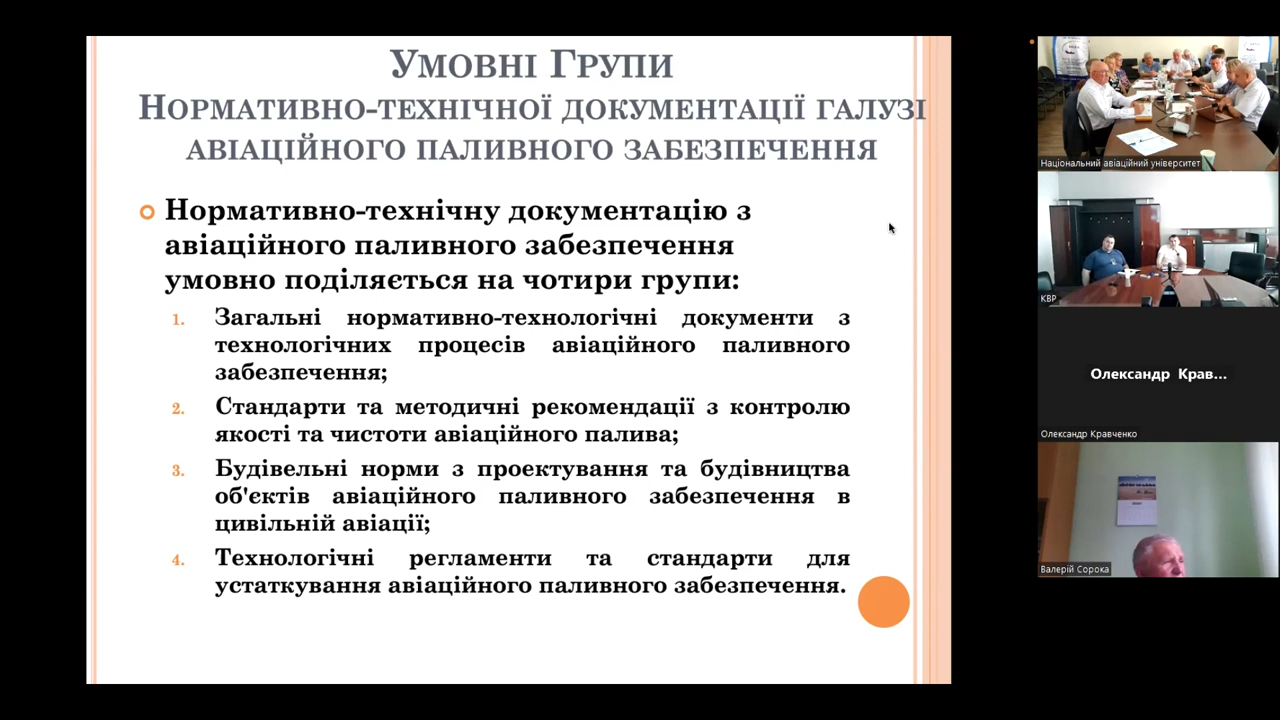 Умовні Групи
Нормативно-технічної документації галузі
авіаційного паливного забезпечення
Нормативно-технічну документацію з
авіаційного паливного забезпечення
умовно поділяється на чотири групи:
1. Загальні нормативно-технологічні документи з
технологічних процесів авіаційного паливного
забезпечення;
2. Стандарти та методичні рекомендації з контролю
якості та чистоти авіаційного палива;
3. Будівельні норми з проектування та будівництва
об'єктів авіаційного паливного забезпечення в
цивільній авіації;
4. Технологічні регламенти та стандарти для
устаткування авіаційного паливного забезпечення.
Національний авіаційний університет
КВР
Олександр Крав...
Олександр Кравченко
Валерій Сорока